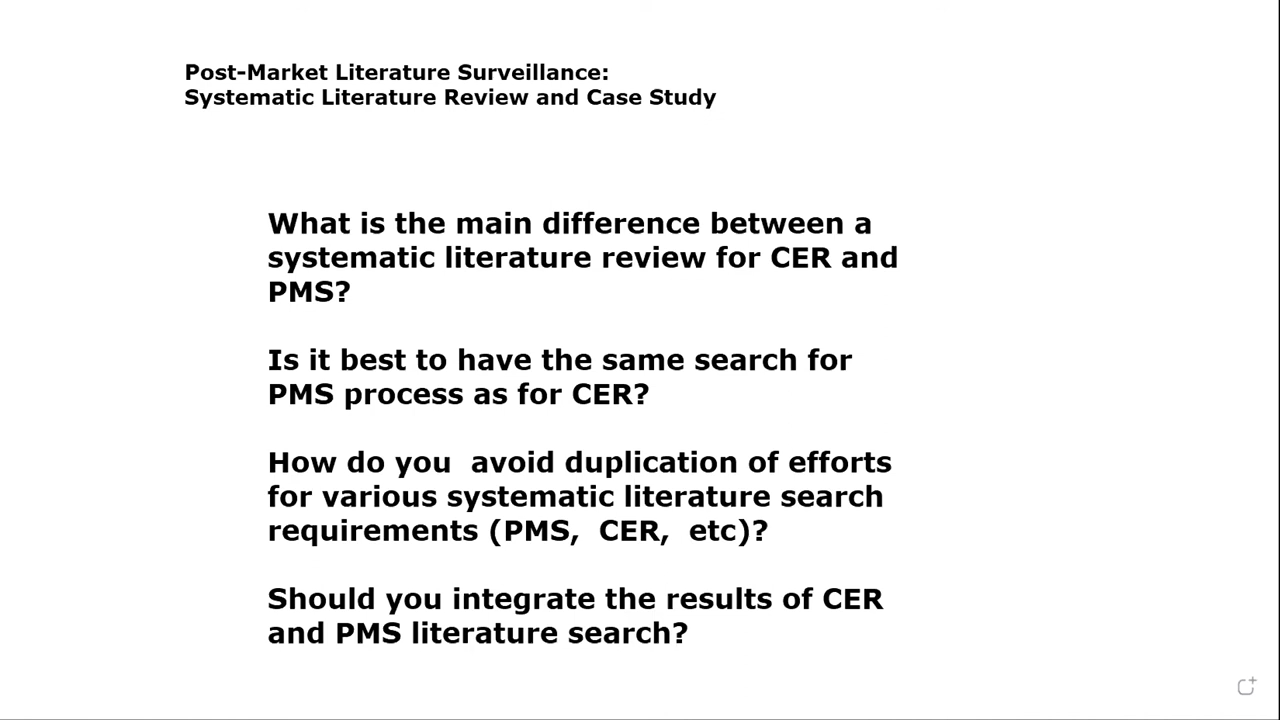 Post-Market Literature Surveillance:
Systematic Literature Review and Case Study
What is the main difference between a
systematic literature review for CER and
PMS?
Is it best to have the same search for
PMS process as for CER?
How do you  avoid duplication of efforts
for various systematic literature search
requirements (PMS,  CER,  etc)?
Should you integrate the results of CER
and PMS literature search?